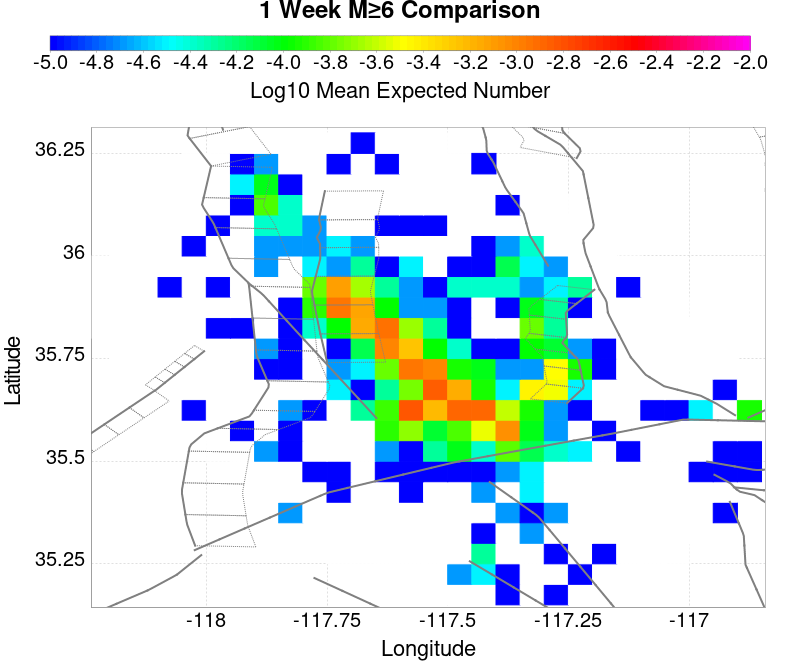 1 Week M≥6 Comparison
-5.0 -4.8 -4.6 -4.4 -4.2 -4.0 -3.8 -3.6 -3.4 -3.2 -3.0 -2.8 -2.6 -2.4 -2.2 -2.0
Log10 Mean Expected Number
36.25
36
35.75
35.5
35.25
Latitude
-118 -117.75 -117.5 -117.25 -117
Longitude